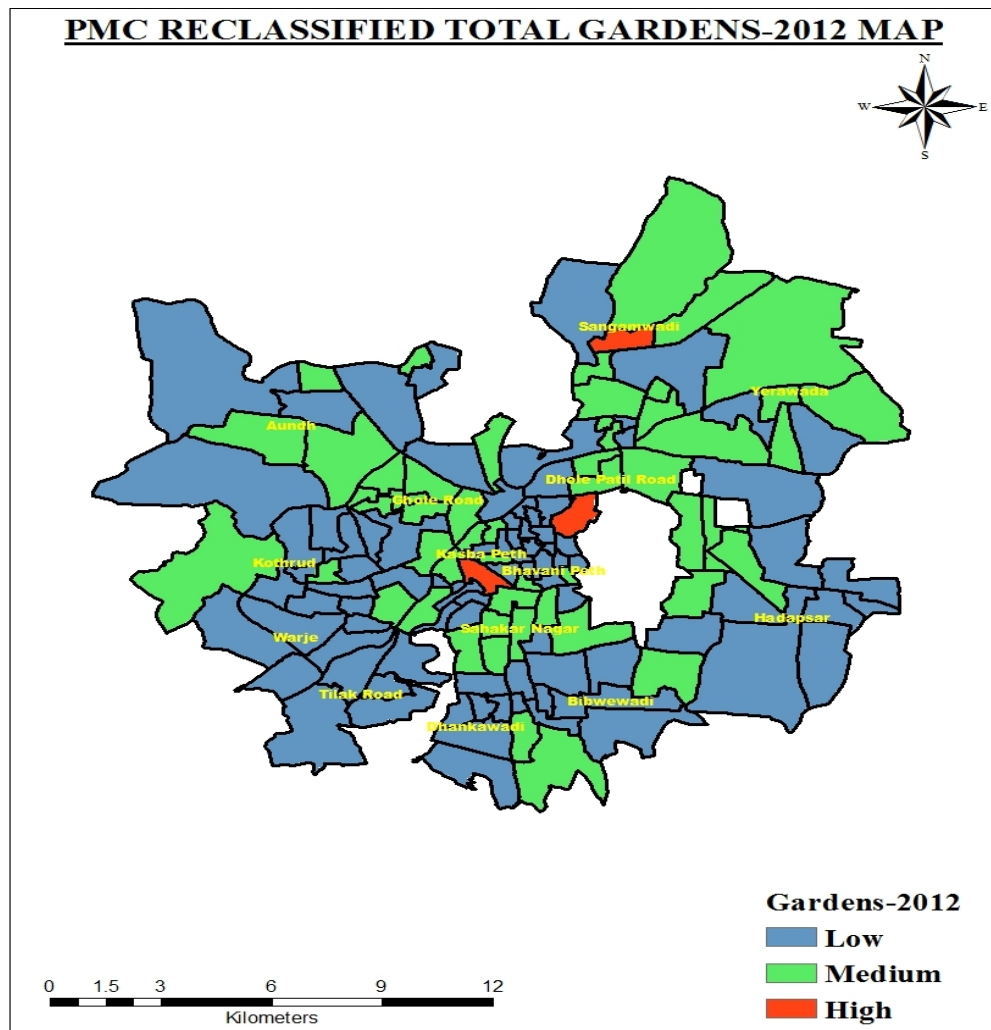 PMC RECLASSIFIED TOTAL GARDENS-2012 MAP
N
W E
S
Sangamwadi
Yerawada
Aundh
Dhole Patil Road
Ghole Road
Kasba Peth
Kothrud
Bhavani Peth
Hadapsar
Warje
Sahakar Nagar
Tilak Road
Bibwewadi
Dhankawadi
Gardens-2012
Low
Medium
High
0 1.5 3 6 9 12
Kilometers